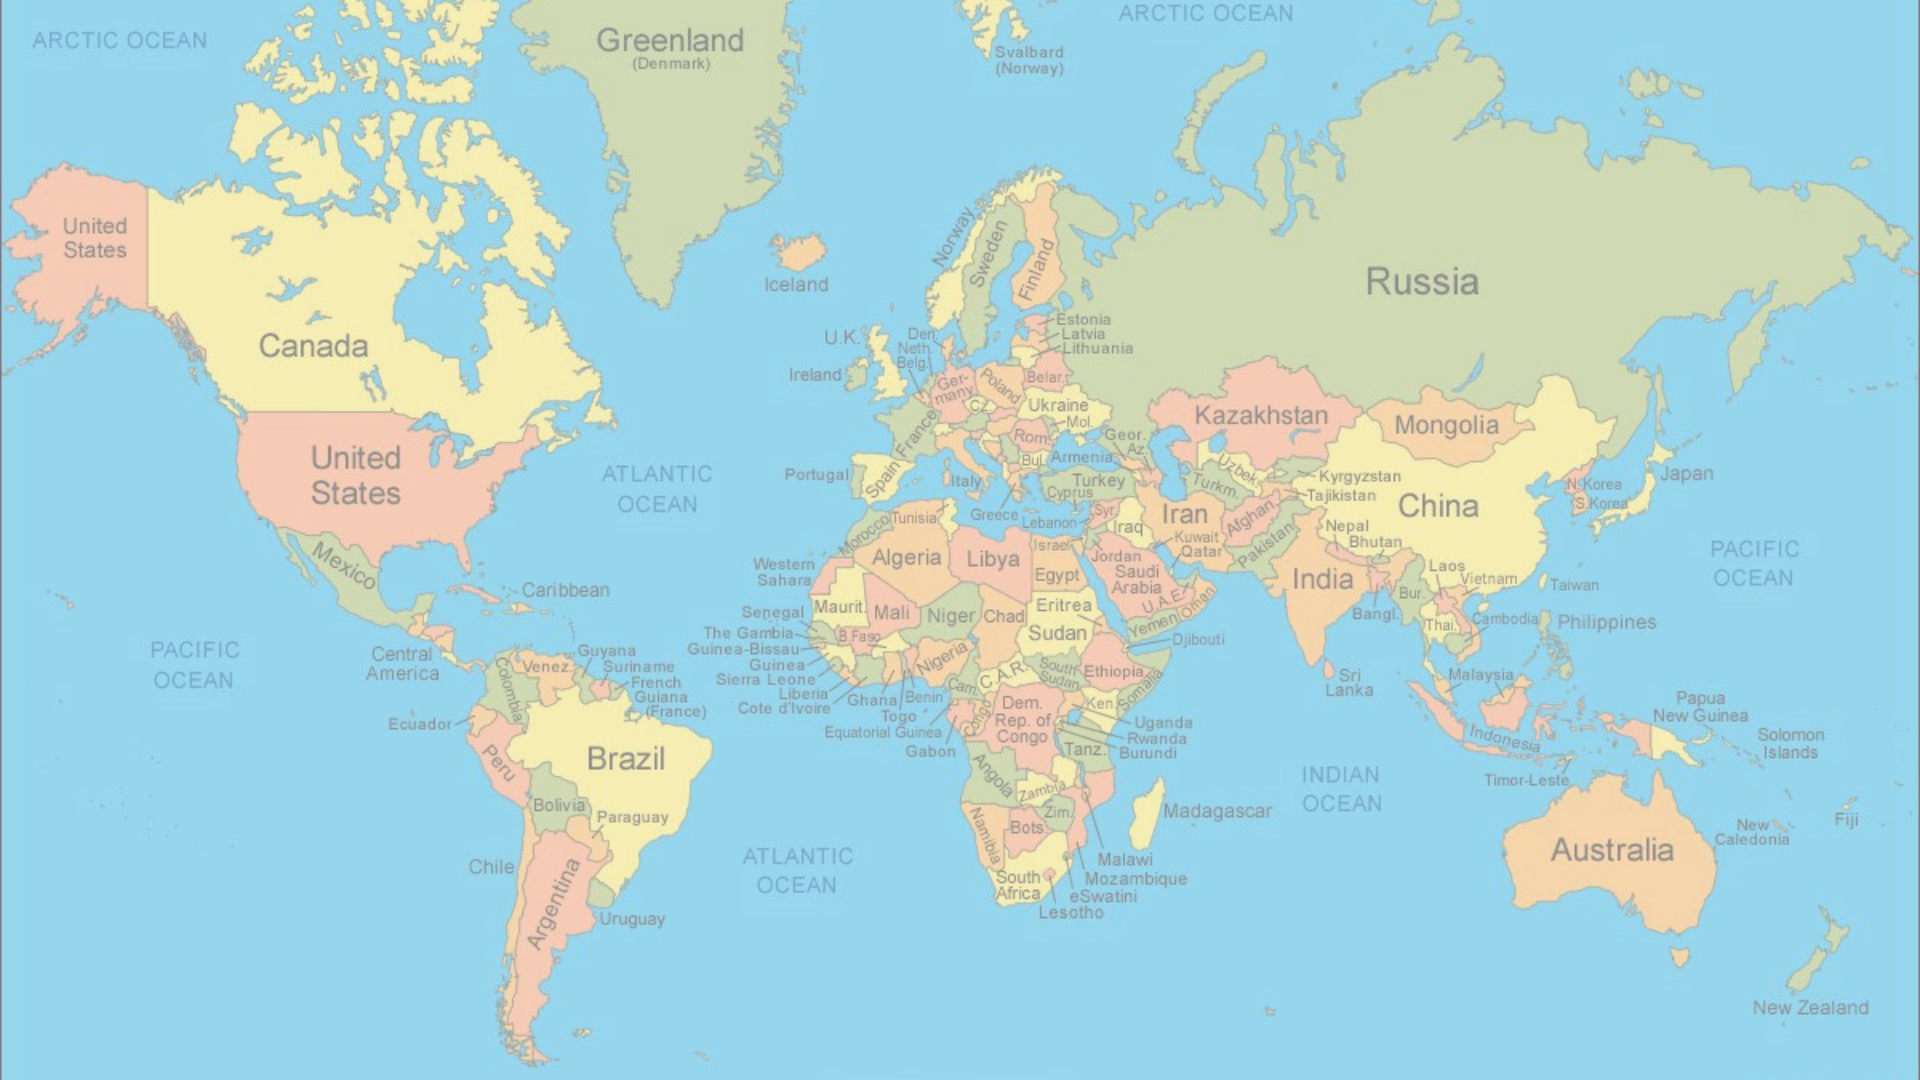 ARCTIC OCEAN
ARCTIC OCEAN
Greenland
(Denmark)
Svalbard
(Norway)
United
States
Canada
Iceland
Norway
Sweden
Finland
Russia
Estonia
Latvia
Lithuania
U.K.
Ireland
Den.
Neth.
Belg.
Ger-
many
Poland
Belar.
Cz.
Ukraine
Mol.
France
Rom.
Bul.
Italy
Spain
Portugal
Greece
Turkey
Cyprus
Geor.
Az.
Armenia
Kazakhstan
Mongolia
Uzbek.
Turkm.
Kyrgyzstan
Tajikistan
China
N.Korea
S.Korea
Japan
United
States
ATLANTIC
OCEAN
Mexico
Caribbean
Central
America
PACIFIC
OCEAN
Morocco
Tunisia
Algeria
Libya
Egypt
Western
Sahara
Lebanon
Israel
Syr.
Iraq
Jordan
Iran
Kuwait
Qatar
Saudi
Arabia
U.A.E.
Oman
Yemen
Afghan.
Pakistan
Nepal
Bhutan
India
Bangl.
Bur.
Laos
Vietnam
Thai.
Cambodia
Taiwan
Philippines
PACIFIC
OCEAN
Sri
Lanka
Malaysia
Indonesia
Timor-Leste
Papua
New Guinea
Solomon
Islands
Maurit.
Mali
Niger
Chad
Eritrea
Sudan
Djibouti
Senegal
The Gambia
Guinea-Bissau
Guinea
Sierra Leone
Liberia
Cote d'Ivoire
B.Faso
Ghana
Togo
Benin
Nigeria
Cam.
C.A.R.
South
Sudan
Ethiopia
Somalia
Equatorial Guinea
Gabon
Congo
Dem.
Rep. of
Congo
Ken.
Uganda
Rwanda
Burundi
Tanz.
Angola
Zambia
Zim.
Namibia
Bots.
South
Africa
Malawi
Mozambique
eSwatini
Lesotho
Madagascar
INDIAN
OCEAN
Australia
New
Caledonia
Fiji
New Zealand
Venez.
Guyana
Suriname
French
Guiana
(France)
Colombia
Ecuador
Peru
Brazil
Bolivia
Paraguay
Chile
Argentina
Uruguay
ATLANTIC
OCEAN